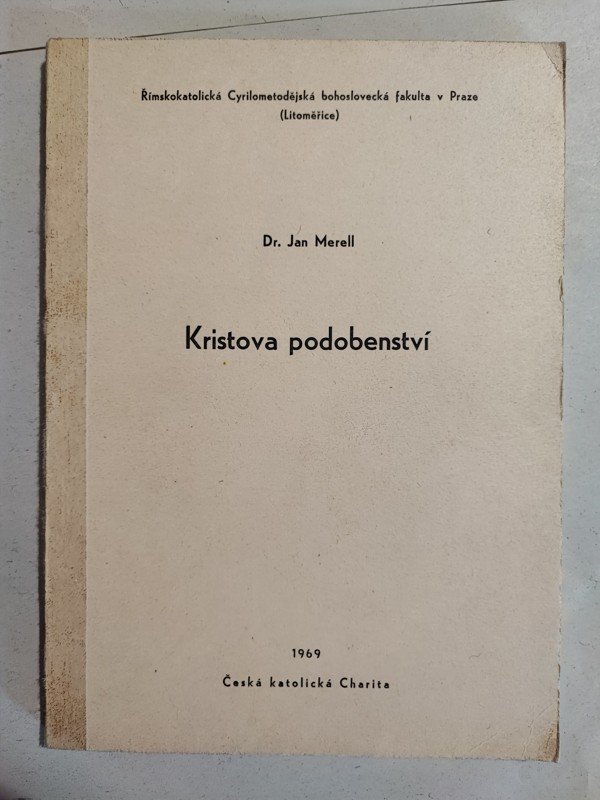 Římskokatolická Cyrilometodějská bohoslovecká fakulta v Praze
(Litoměřice)
Dr. Jan Merell
Kristova podobenství
1969
Česká katolická Charita